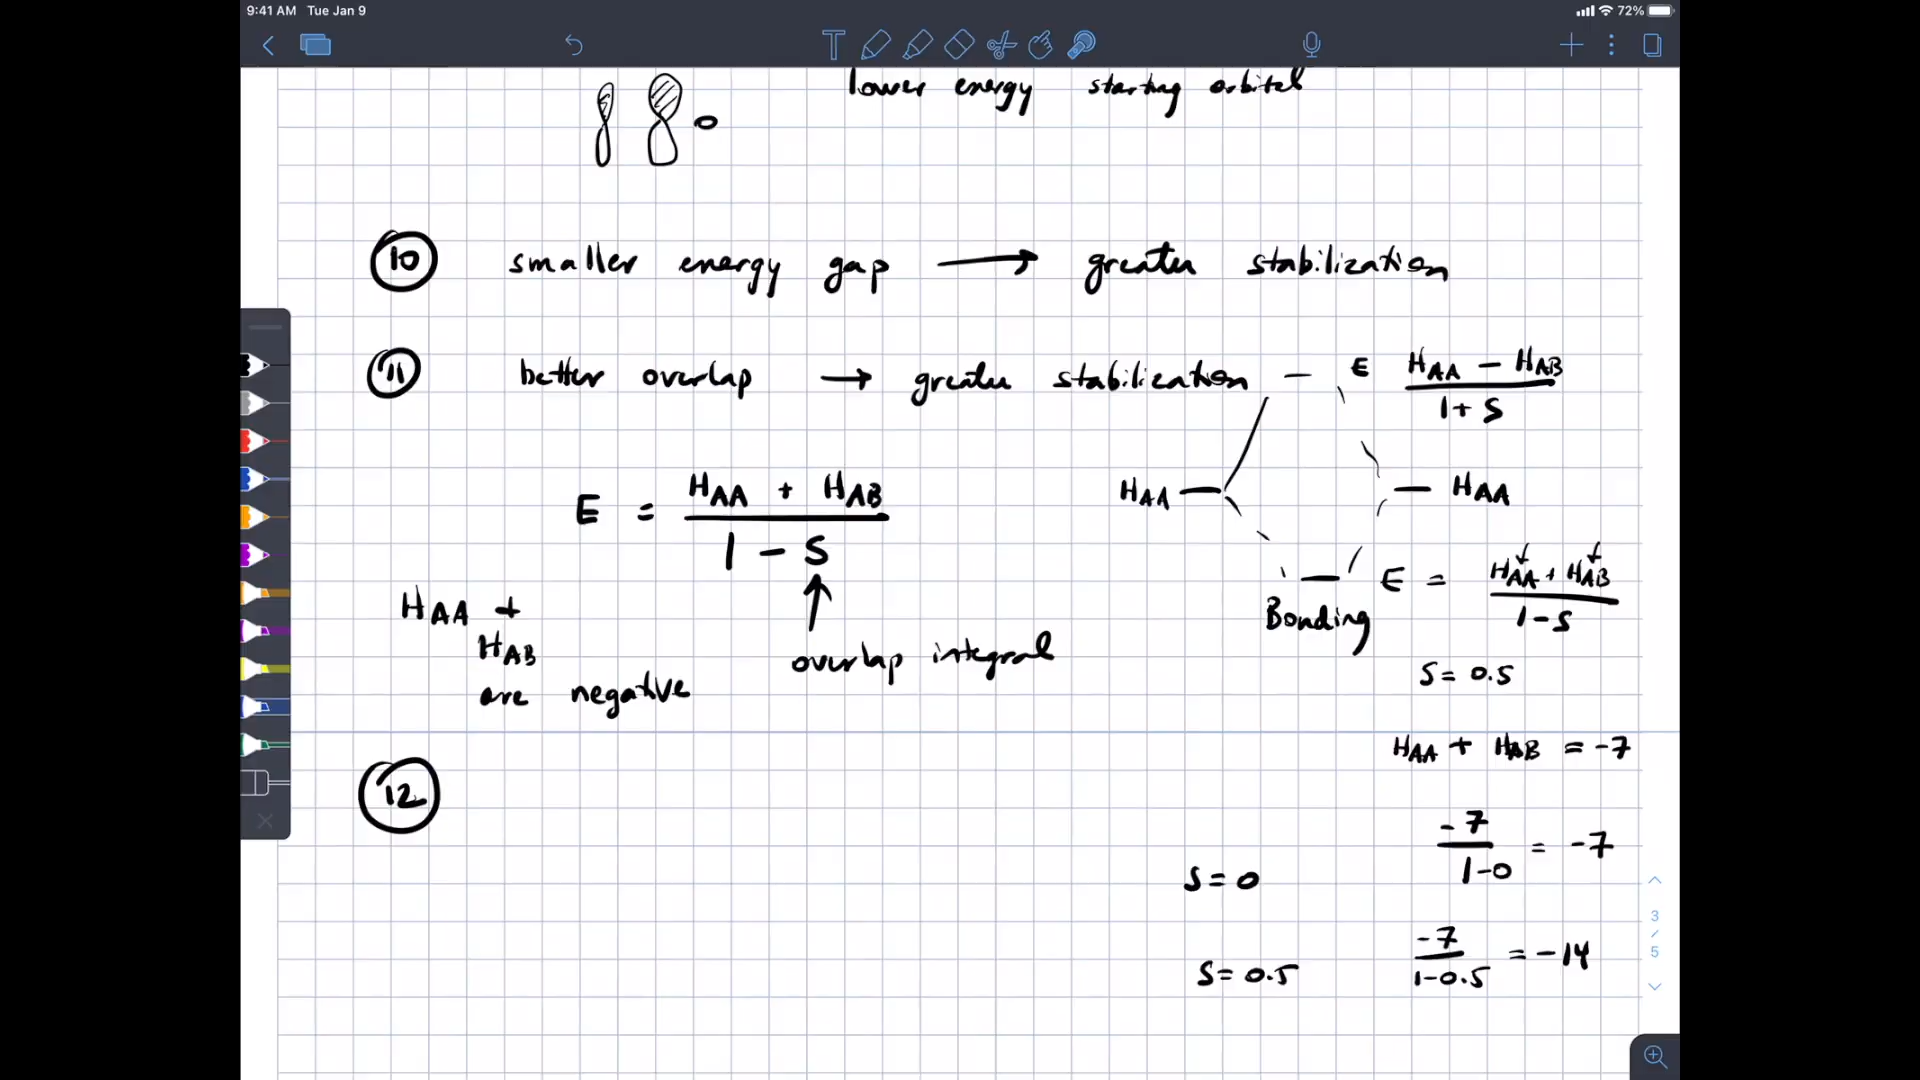 9:41 AM Tue Jan 9
72%
T
lower energy starting orbital
10 smaller energy gap → greater stabilization
11 better overlap → greater stabilization
E HAA - HAB
1 + S
E = HAA + HAB
1 - S
HAA
HAA
HAA +
HAB
are negative
overlap integral
Bonding
E = HAA + HAB
1 - S
S = 0.5
HAA + HAB = -7
12
S = 0
-7
1-0
= -7
S = 0.5
-7
1-0.5
= -14
3
/
5